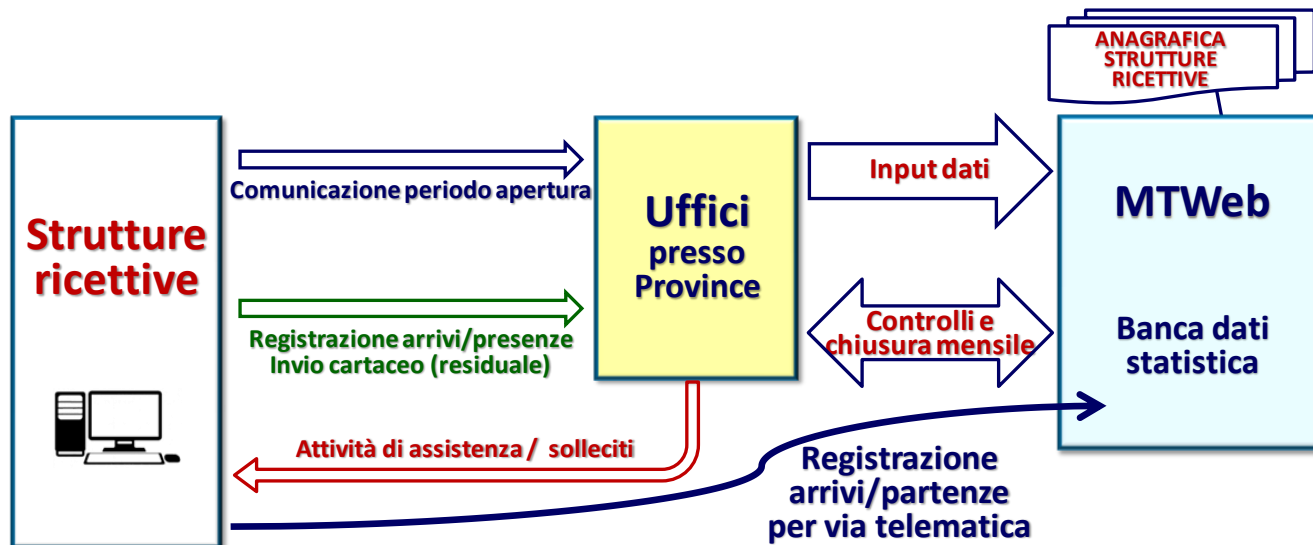 ANAGRAFICA
STRUTTURE
RICETTIVE
Strutture
ricettive
Comunicazione periodo apertura
Registrazione arrivi/presenze
Invio cartaceo (residuale)
Attività di assistenza / solleciti
Uffici
presso
Province
Input dati
Controlli e
chiusura mensile
Registrazione
arrivi/partenze
per via telematica
MTWeb
Banca dati
statistica